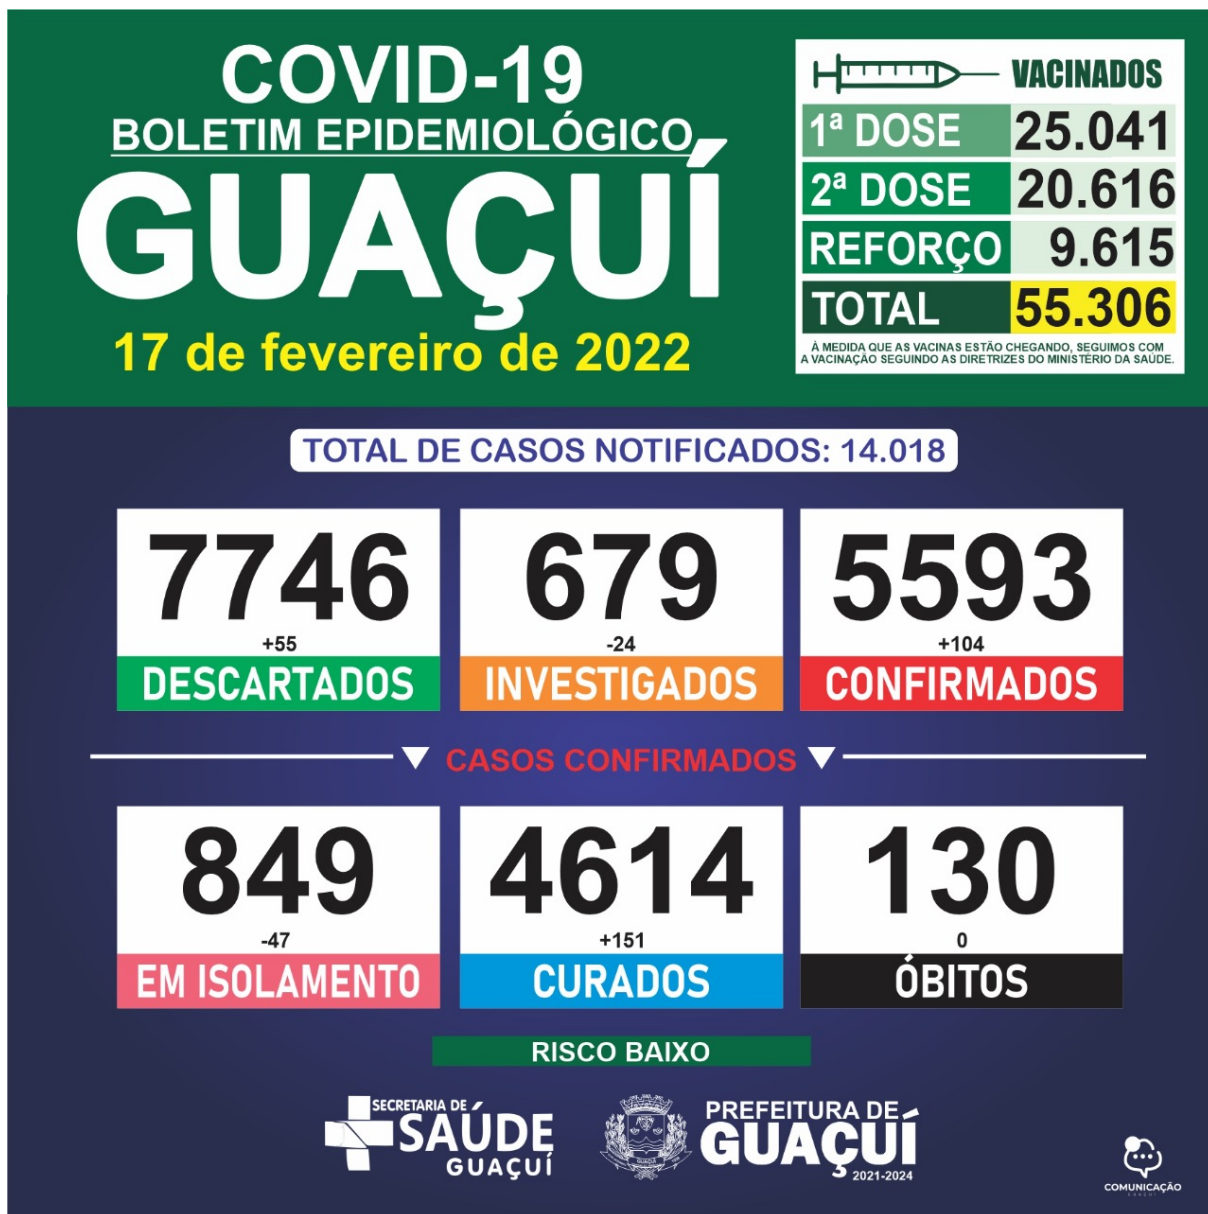 COVID-19
BOLETIM EPIDEMIOLÓGICO
GUAÇUÍ
17 de fevereiro de 2022
VACINADOS
1ª DOSE 25.041
2ª DOSE 20.616
REFORÇO 9.615
TOTAL 55.306
À MEDIDA QUE AS VACINAS ESTÃO CHEGANDO, SEGUIMOS COM
A VACINAÇÃO SEGUINDO AS DIRETRIZES DO MINISTÉRIO DA SAÚDE.
TOTAL DE CASOS NOTIFICADOS: 14.018
7746
+55
DESCARTADOS
679
-24
INVESTIGADOS
5593
+104
CONFIRMADOS
CASOS CONFIRMADOS
849
-47
EM ISOLAMENTO
4614
+151
CURADOS
130
0
ÓBITOS
RISCO BAIXO
SECRETARIA DE
SAÚDE
GUAÇUÍ
PREFEITURA DE
GUAÇUÍ
2021-2024
COMUNICAÇÃO
GUAÇUÍ